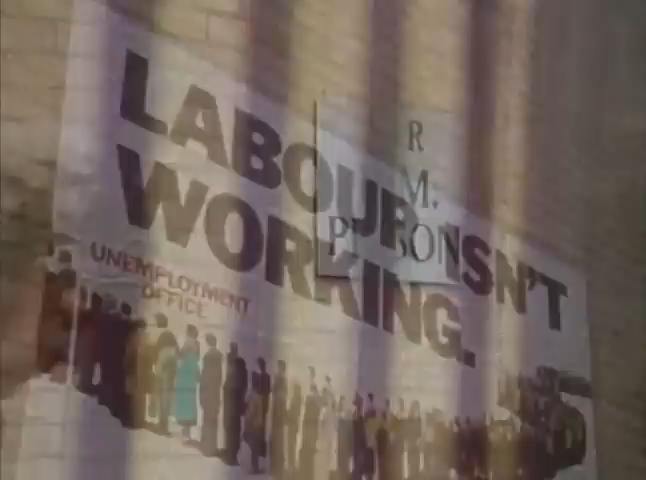 LABOUR ISN'T
WORKING.
UNEMPLOYMENT
OFFICE
R
M.